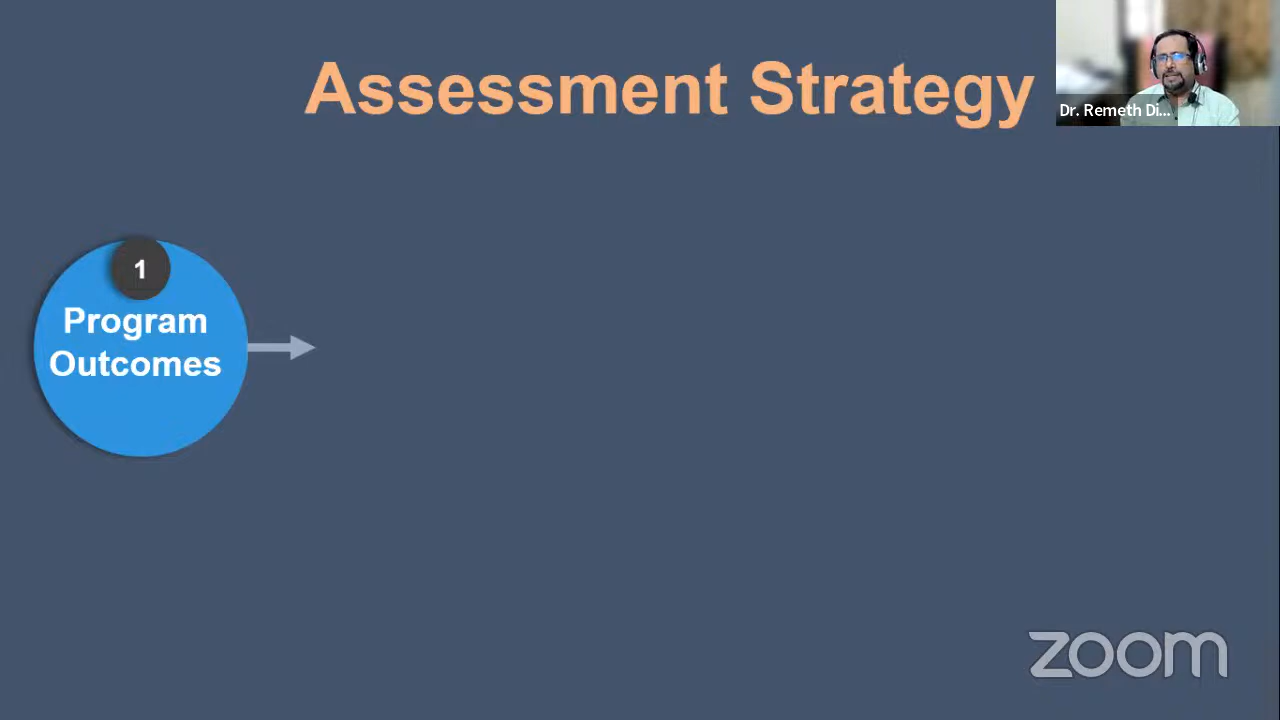 Assessment Strategy
Dr. Remeth Di...
1
Program
Outcomes
zoom